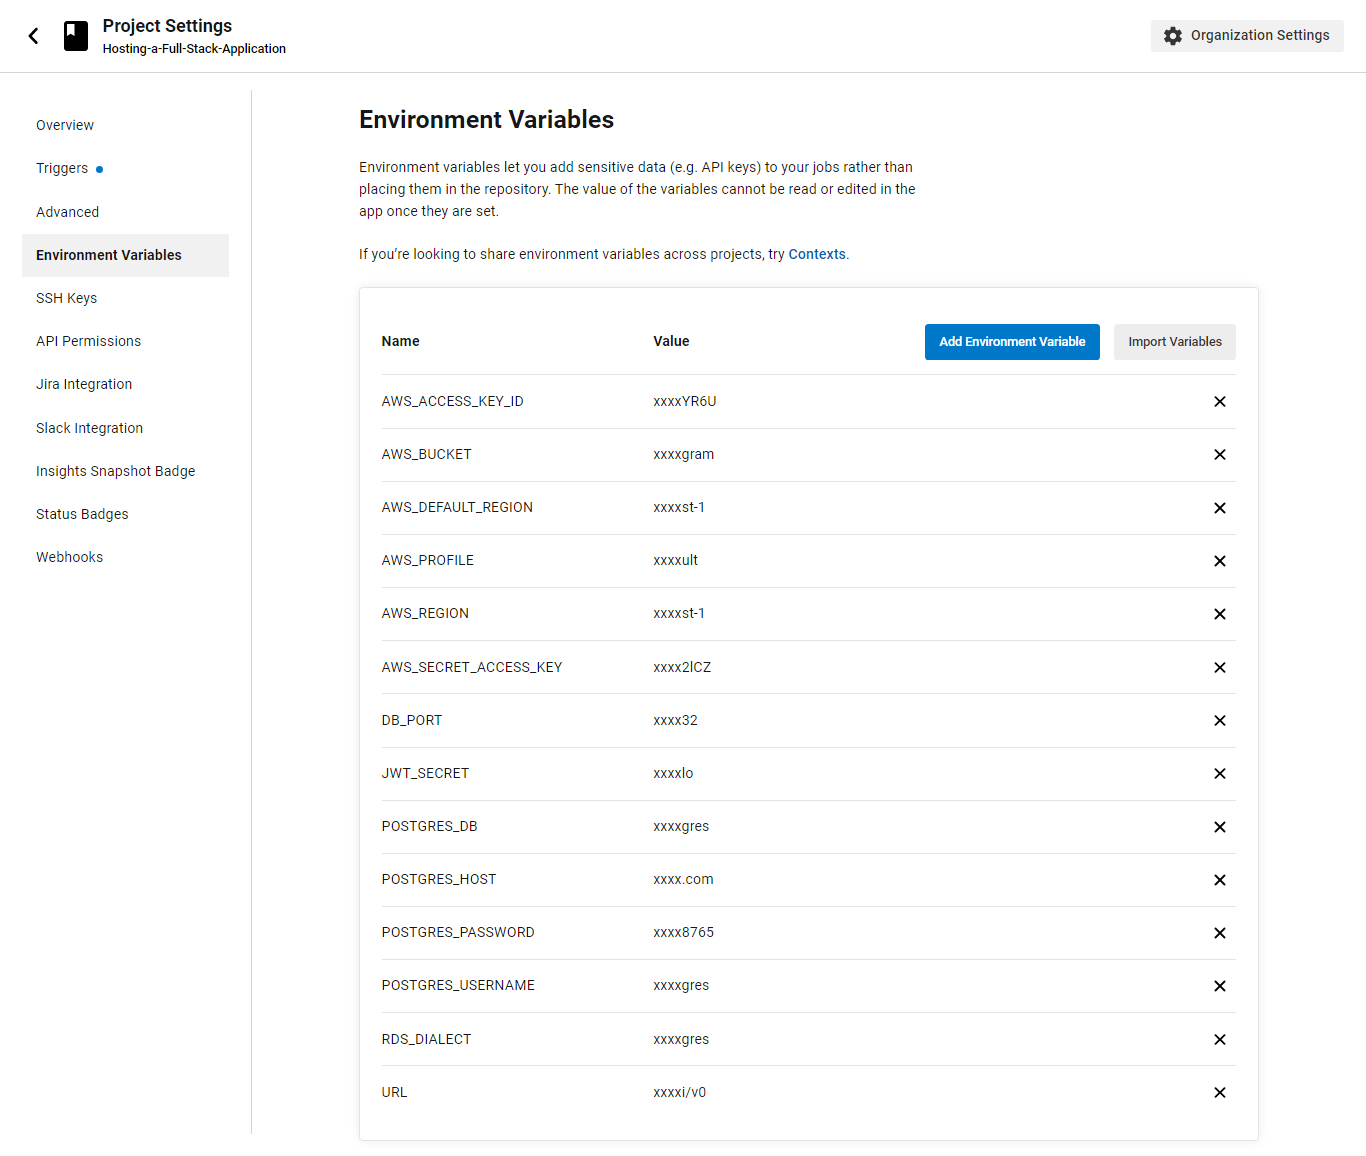 Project Settings
Hosting-a-Full-Stack-Application
Organization Settings
Overview
Triggers
Advanced
Environment Variables
SSH Keys
API Permissions
Jira Integration
Slack Integration
Insights Snapshot Badge
Status Badges
Webhooks
Environment Variables
Environment variables let you add sensitive data (e.g. API keys) to your jobs rather than
placing them in the repository. The value of the variables cannot be read or edited in the
app once they are set.
If you're looking to share environment variables across projects, try Contexts.
Name Value Add Environment Variable Import Variables
AWS_ACCESS_KEY_ID xxxxYR6U
AWS_BUCKET xxxxgram
AWS_DEFAULT_REGION xxxxst-1
AWS_PROFILE xxxxult
AWS_REGION xxxxst-1
AWS_SECRET_ACCESS_KEY xxxx2lCZ
DB_PORT xxxx32
JWT_SECRET xxxxlo
POSTGRES_DB xxxxgres
POSTGRES_HOST xxxx.com
POSTGRES_PASSWORD xxxx8765
POSTGRES_USERNAME xxxxgres
RDS_DIALECT xxxxgres
URL xxxxi/v0